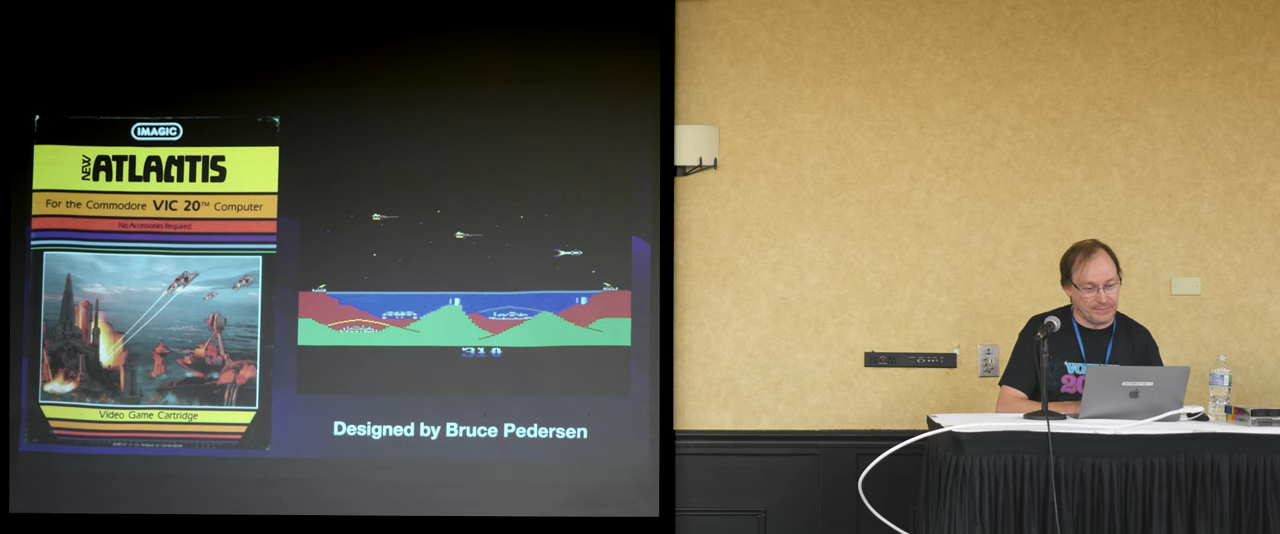 IMAGIC
NEW ATLANTIS
For the Commodore VIC 20™ Computer
No Accessories Required
Video Game Cartridge
310
Designed by Bruce Pedersen